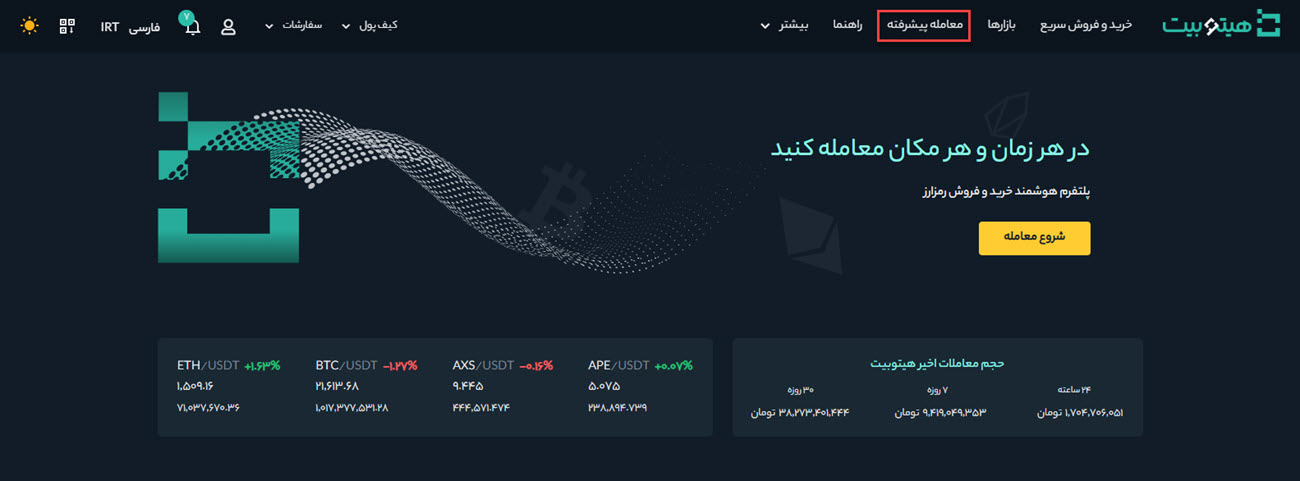 هیتوبیت
خرید و فروش سریع
بازارها
معامله پیشرفته
راهنما
بیشتر
کیف پول
سفارشات
۷
فارسی
IRT
در هر زمان و هر مکان معامله کنید
پلتفرم هوشمند خرید و فروش رمزارز
شروع معامله
حجم معاملات اخیر هیتوبیت
۲۴ ساعته
۷ روزه
۳۰ روزه
۱,۷۰۴,۷۰۶,۰۵۱ تومان
۹,۴۱۹,۰۴۹,۳۵۳ تومان
۳۸,۲۷۳,۴۰۱,۴۴۴ تومان
ETH/USDT +۱.۶۳%
۱,۵۰۹.۱۶
۷۱,۰۳۷,۶۷۰.۳۶
BTC/USDT -۱.۲۷%
۲۱,۶۱۳.۶۸
۱,۰۱۷,۳۷۷,۵۳۱.۲۸
AXS/USDT -۰.۱۶%
۹.۴۴۵
۴۴۴,۵۷۱.۴۷۴
APE/USDT +۰.۰۷%
۵.۰۷۵
۲۳۸,۸۹۴.۷۳۹